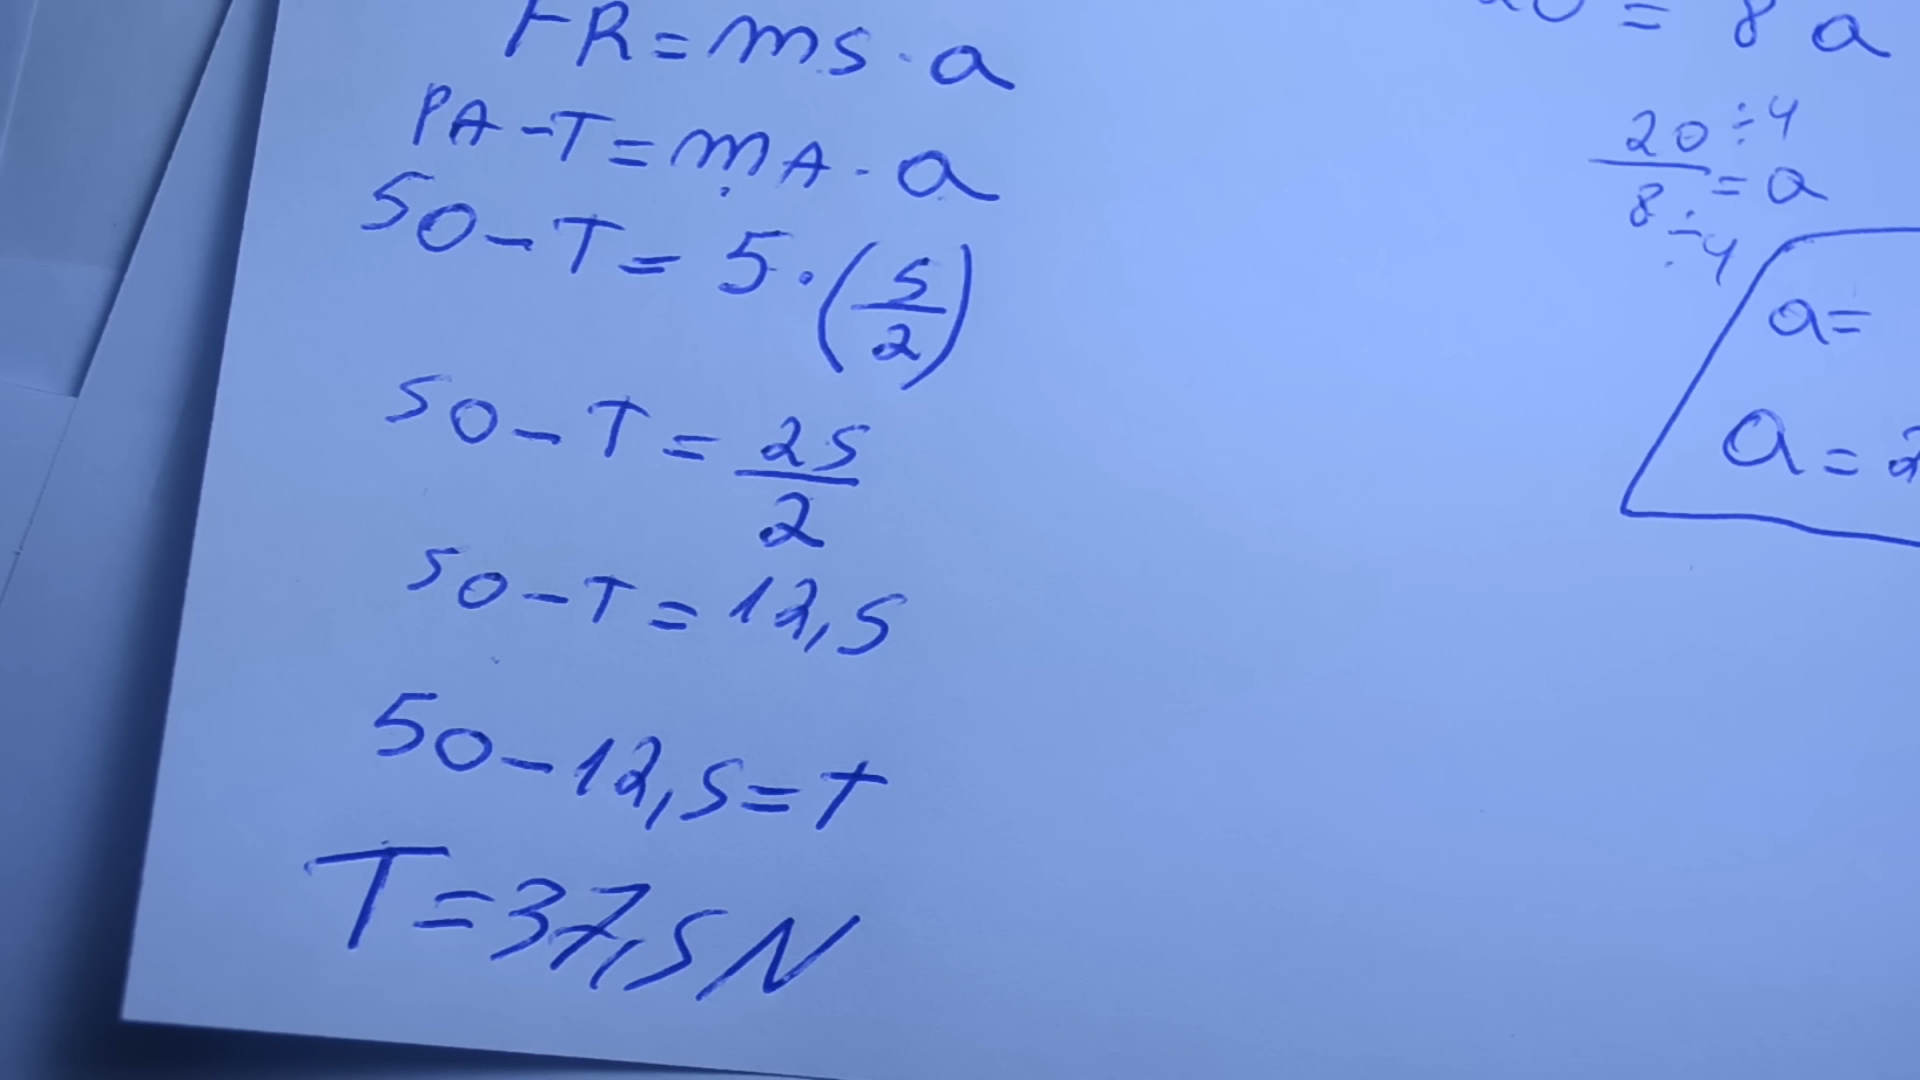 FR = ms . a
PA - T = mA . a
50 - T = 5 . (5/2)
50 - T = 25/2
50 - T = 12,5
50 - 12,5 = T
T = 37,5 N
= 8 a
20 ÷4
8 ÷4 = a
a =
a = 2